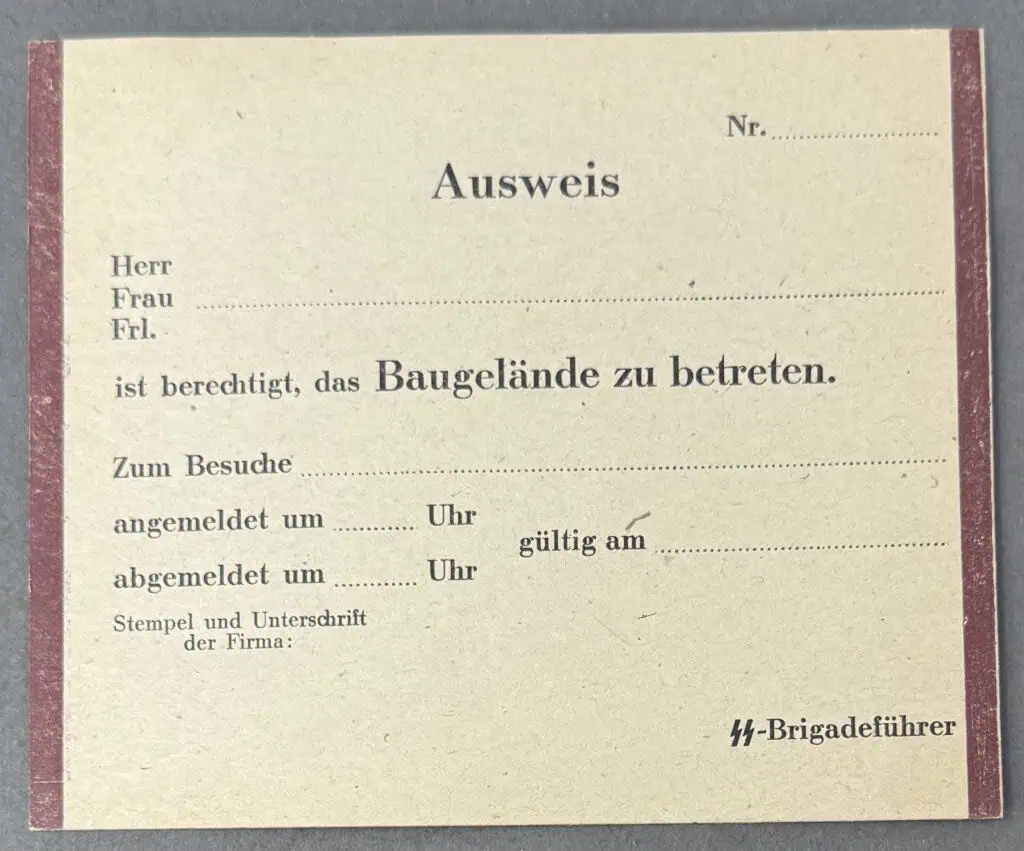 Nr. ........................
Ausweis
Herr
Frau ................................................................................
Frl.
ist berechtigt, das Baugelände zu betreten.
Zum Besuche ................................................................................
angemeldet um ............ Uhr
gültig am ........................................
abgemeldet um ............ Uhr
Stempel und Unterschrift
der Firma:
ϟϟ-Brigadeführer